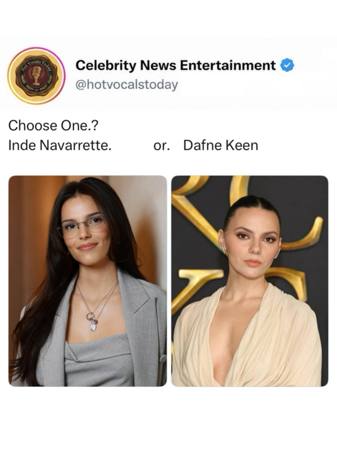 Celebrity News Entertainment
@hotvocalstoday
Choose One.?
Inde Navarrette. or. Dafne Keen